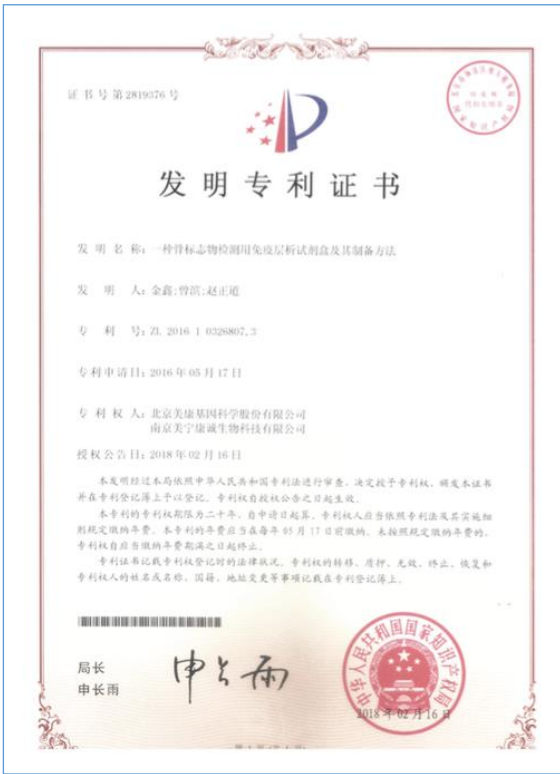 证书号第2819376号
发明专利证书
发 明 名 称：一种骨标志物检测用免疫层析试剂盒及其制备方法
发 明 人：金鑫;曾滨;赵正道
专 利 号：ZL 2016 1 0326807.3
专利申请日：2016年05月17日
专 利 权 人：北京美康基因科学股份有限公司
南京美宁康诚生物科技有限公司
授权公告日：2018年02月16日
本发明经过本局依照中华人民共和国专利法进行审查，决定授予专利权，颁发本证书
并在专利登记簿上予以登记。专利权自授权公告之日起生效。
本专利的专利权期限为二十年，自申请日起算。专利权人应当依照专利法及其实施细
则规定缴纳年费。本专利的年费应当在每年05月17日前缴纳。未按照规定缴纳年费的，
专利权自应当缴纳年费期满之日起终止。
专利证书记载专利权登记时的法律状况。专利权的转移、质押、无效、终止、恢复和
专利权人的姓名或名称、国籍、地址变更等事项记载在专利登记簿上。
局长
申长雨
申长雨
中华人民共和国国家知识产权局
2018年02月16日